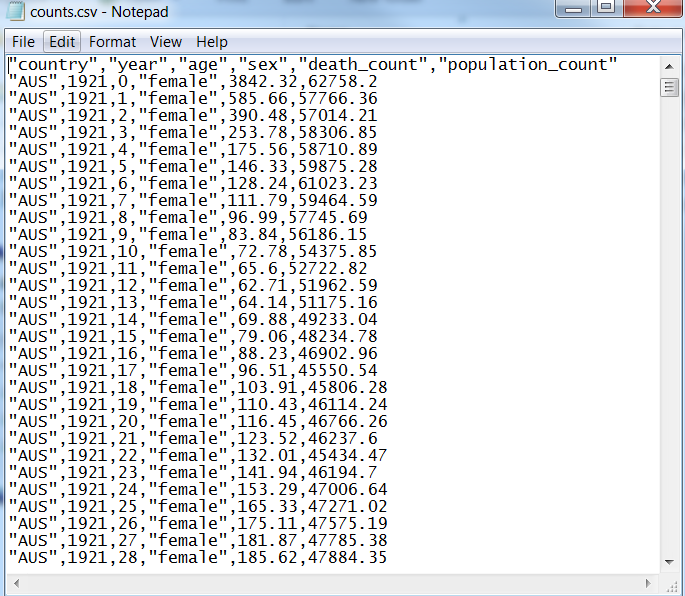 counts.csv - Notepad
File Edit Format View Help
"country","year","age","sex","death_count","population_count"
"AUS",1921,0,"female",3842.32,62758.2
"AUS",1921,1,"female",585.66,57766.36
"AUS",1921,2,"female",390.48,57014.21
"AUS",1921,3,"female",253.78,58306.85
"AUS",1921,4,"female",175.56,58710.89
"AUS",1921,5,"female",146.33,59875.28
"AUS",1921,6,"female",128.24,61023.23
"AUS",1921,7,"female",111.79,59464.59
"AUS",1921,8,"female",96.99,57745.69
"AUS",1921,9,"female",83.84,56186.15
"AUS",1921,10,"female",72.78,54375.85
"AUS",1921,11,"female",65.6,52722.82
"AUS",1921,12,"female",62.71,51962.59
"AUS",1921,13,"female",64.14,51175.16
"AUS",1921,14,"female",69.88,49233.04
"AUS",1921,15,"female",79.06,48234.78
"AUS",1921,16,"female",88.23,46902.96
"AUS",1921,17,"female",96.51,45550.54
"AUS",1921,18,"female",103.91,45806.28
"AUS",1921,19,"female",110.43,46114.24
"AUS",1921,20,"female",116.45,46766.26
"AUS",1921,21,"female",123.52,46237.6
"AUS",1921,22,"female",132.01,45434.47
"AUS",1921,23,"female",141.94,46194.7
"AUS",1921,24,"female",153.29,47006.64
"AUS",1921,25,"female",165.33,47271.02
"AUS",1921,26,"female",175.11,47575.19
"AUS",1921,27,"female",181.87,47785.38
"AUS",1921,28,"female",185.62,47884.35